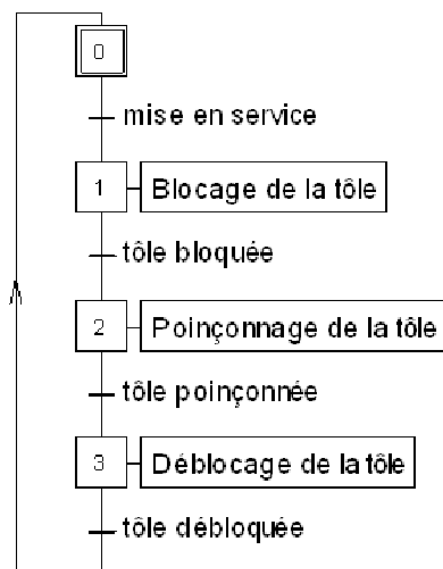 0
mise en service
1 Blocage de la tôle
tôle bloquée
2 Poinçonnage de la tôle
tôle poinçonnée
3 Déblocage de la tôle
tôle débloquée